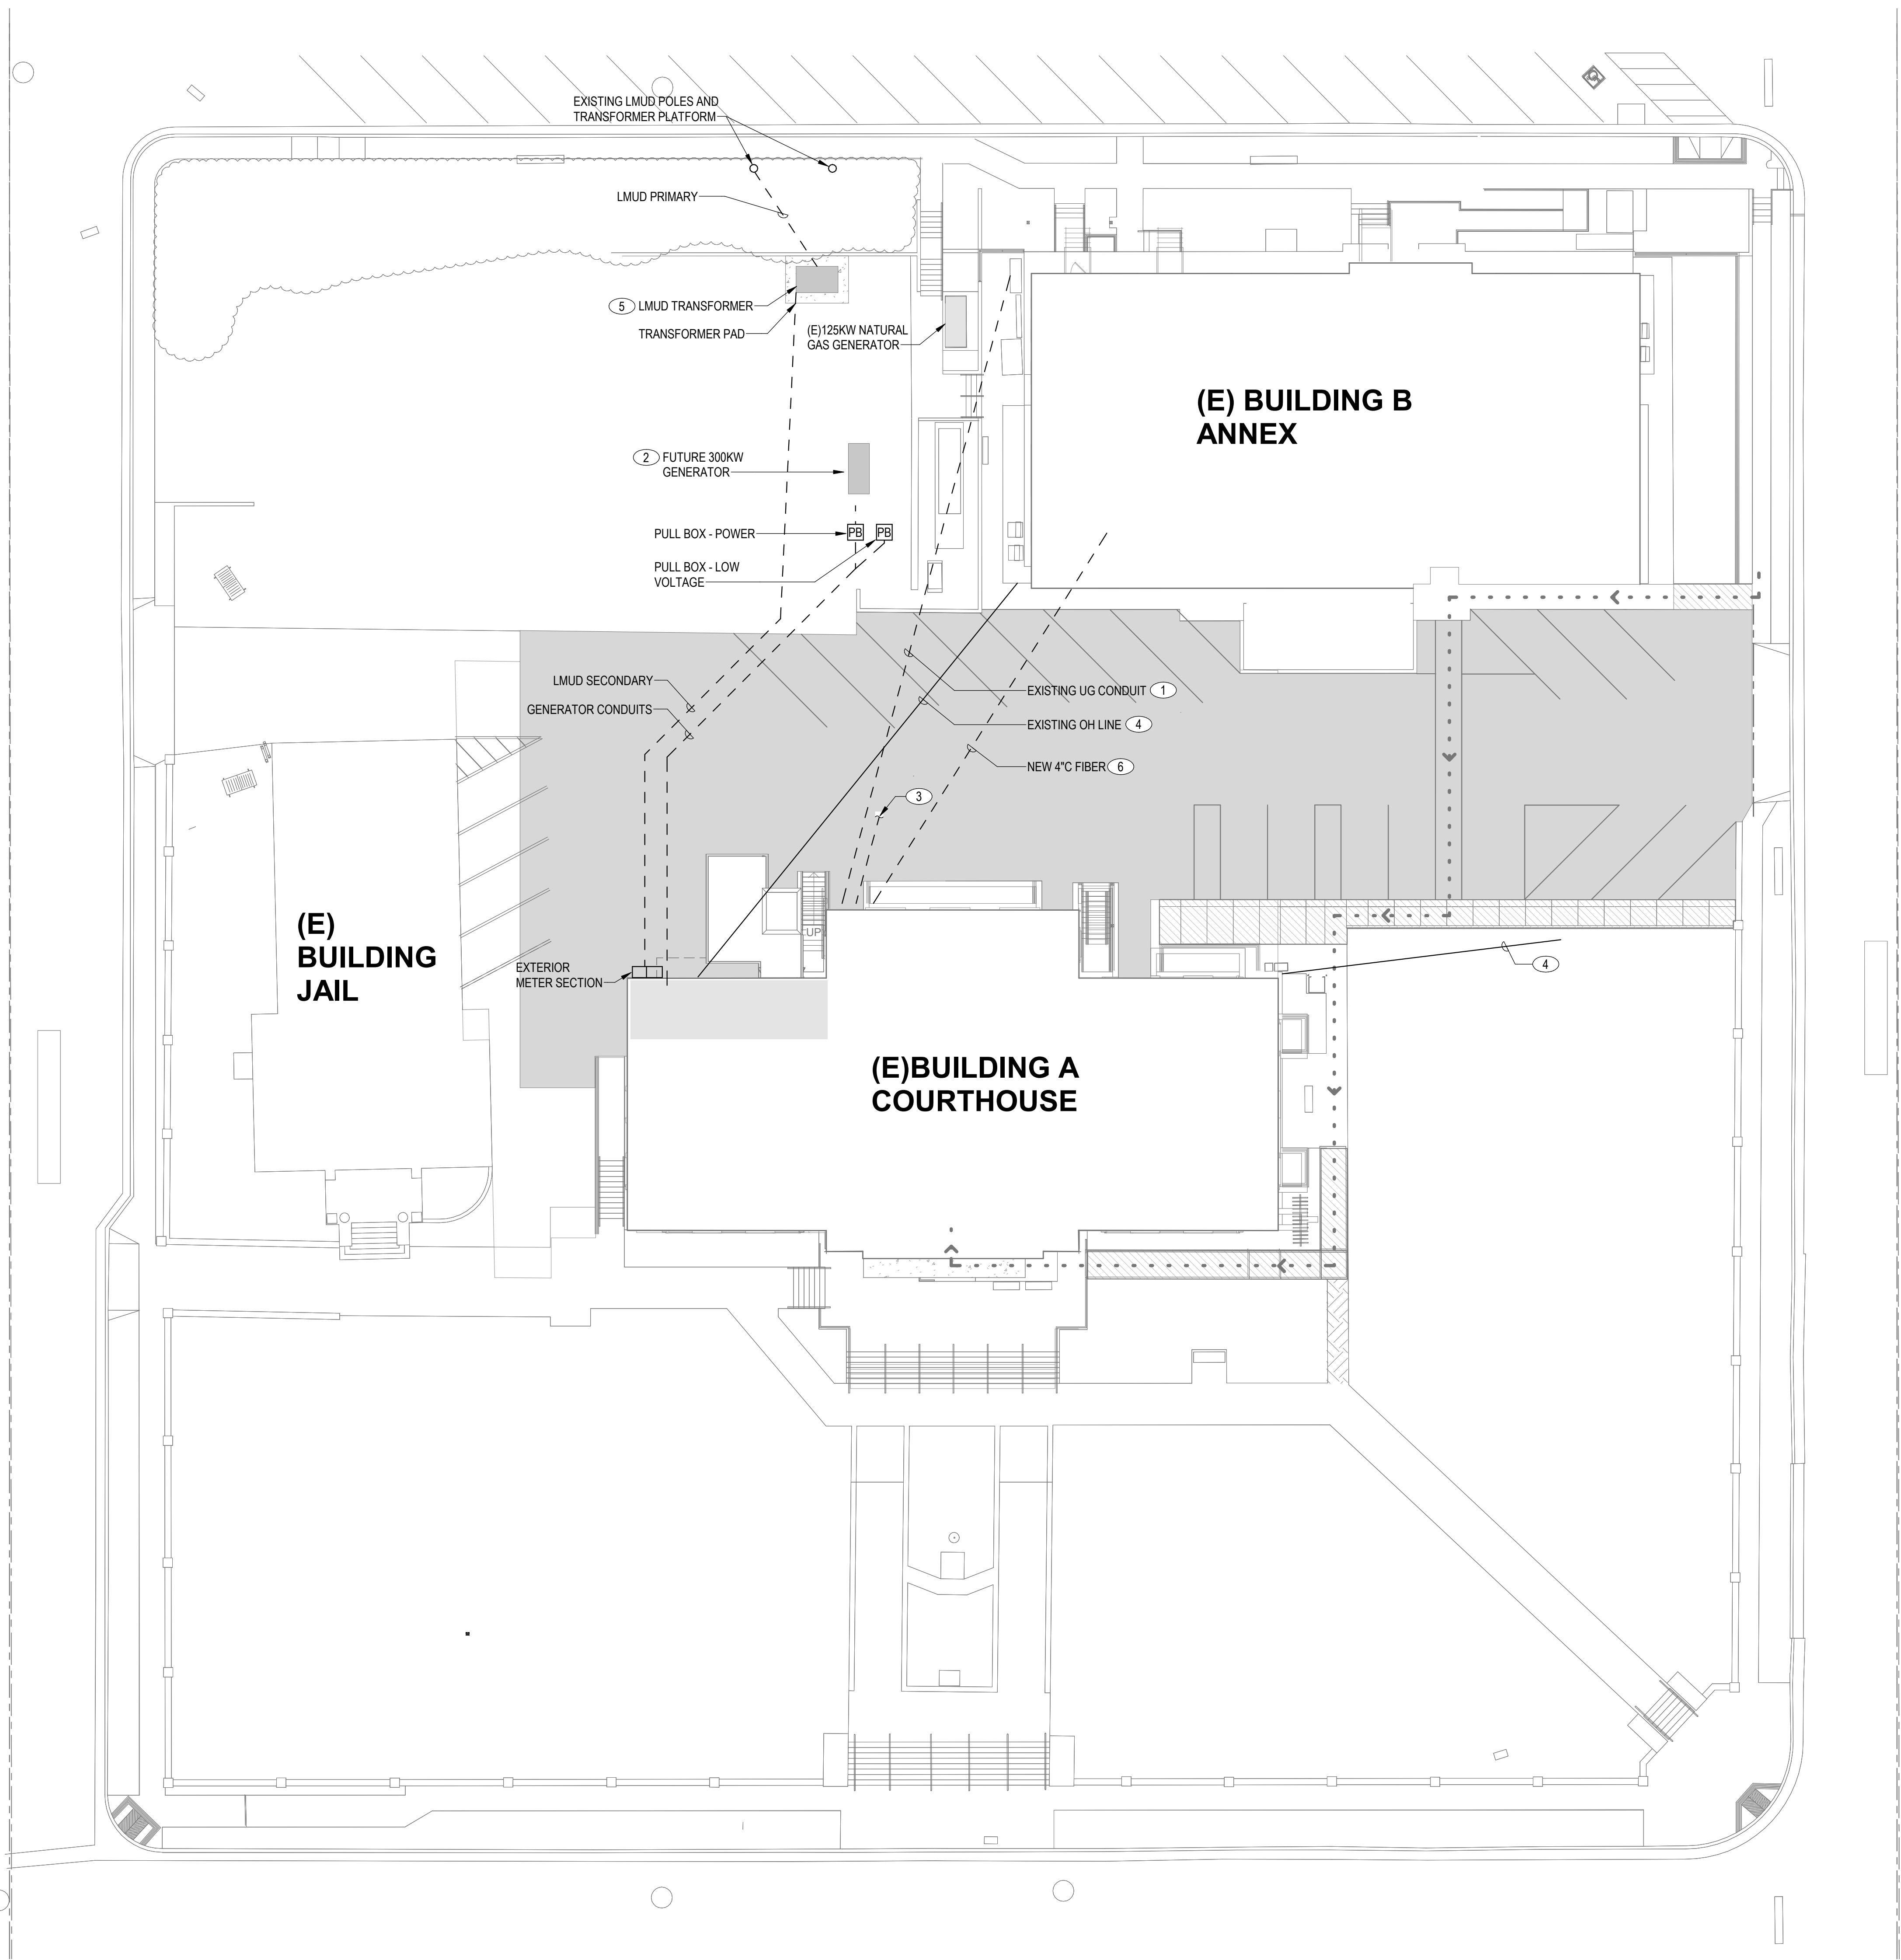 EXISTING LMUD POLES AND
TRANSFORMER PLATFORM
LMUD PRIMARY
5 LMUD TRANSFORMER
TRANSFORMER PAD
(E)125KW NATURAL
GAS GENERATOR
(E) BUILDING B
ANNEX
2 FUTURE 300KW
GENERATOR
PULL BOX - POWER
PB
PB
PULL BOX - LOW
VOLTAGE
LMUD SECONDARY
GENERATOR CONDUITS
EXISTING UG CONDUIT 1
EXISTING OH LINE 4
NEW 4"C FIBER 6
3
UP
(E)
BUILDING
JAIL
EXTERIOR
METER SECTION
4
(E)BUILDING A
COURTHOUSE